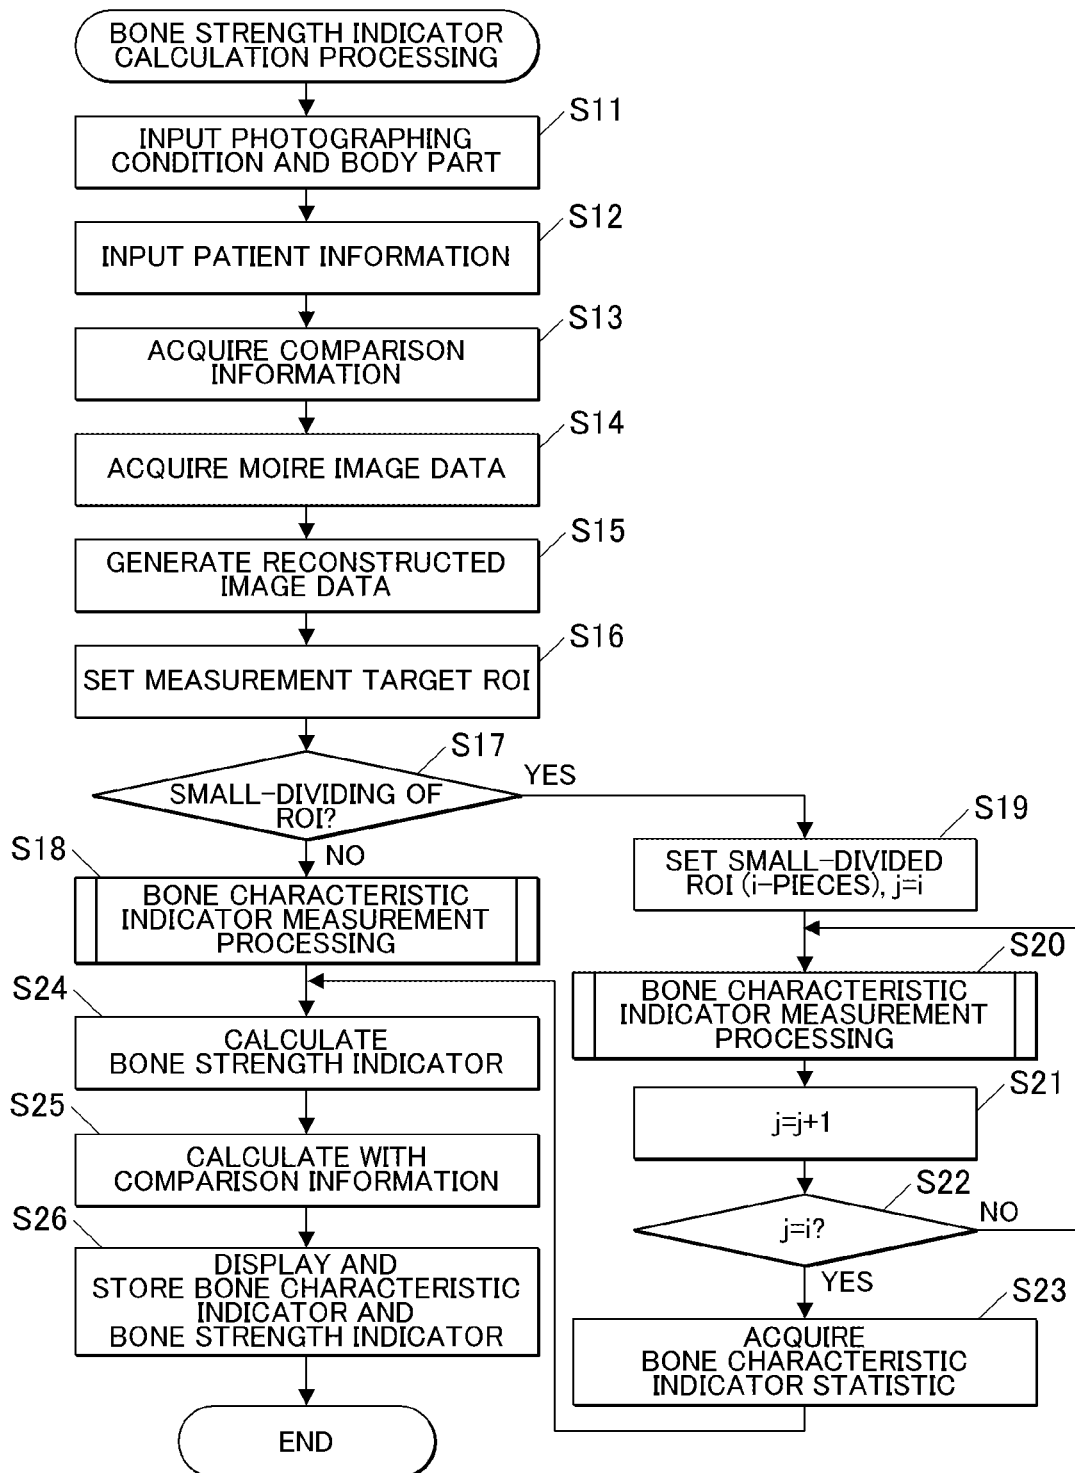 BONE STRENGTH INDICATOR
CALCULATION PROCESSING
S11
INPUT PHOTOGRAPHING
CONDITION AND BODY PART
S12
INPUT PATIENT INFORMATION
S13
ACQUIRE COMPARISON
INFORMATION
S14
ACQUIRE MOIRE IMAGE DATA
S15
GENERATE RECONSTRUCTED
IMAGE DATA
S16
SET MEASUREMENT TARGET ROI
S17
SMALL-DIVIDING OF
ROI?
YES
NO
S18
BONE CHARACTERISTIC
INDICATOR MEASUREMENT
PROCESSING
S19
SET SMALL-DIVIDED
ROI (i-PIECES), j=i
S20
BONE CHARACTERISTIC
INDICATOR MEASUREMENT
PROCESSING
S21
j=j+1
S22
j=i?
NO
YES
S23
ACQUIRE
BONE CHARACTERISTIC
INDICATOR STATISTIC
S24
CALCULATE
BONE STRENGTH INDICATOR
S25
CALCULATE WITH
COMPARISON INFORMATION
S26
DISPLAY AND
STORE BONE CHARACTERISTIC
INDICATOR AND
BONE STRENGTH INDICATOR
END